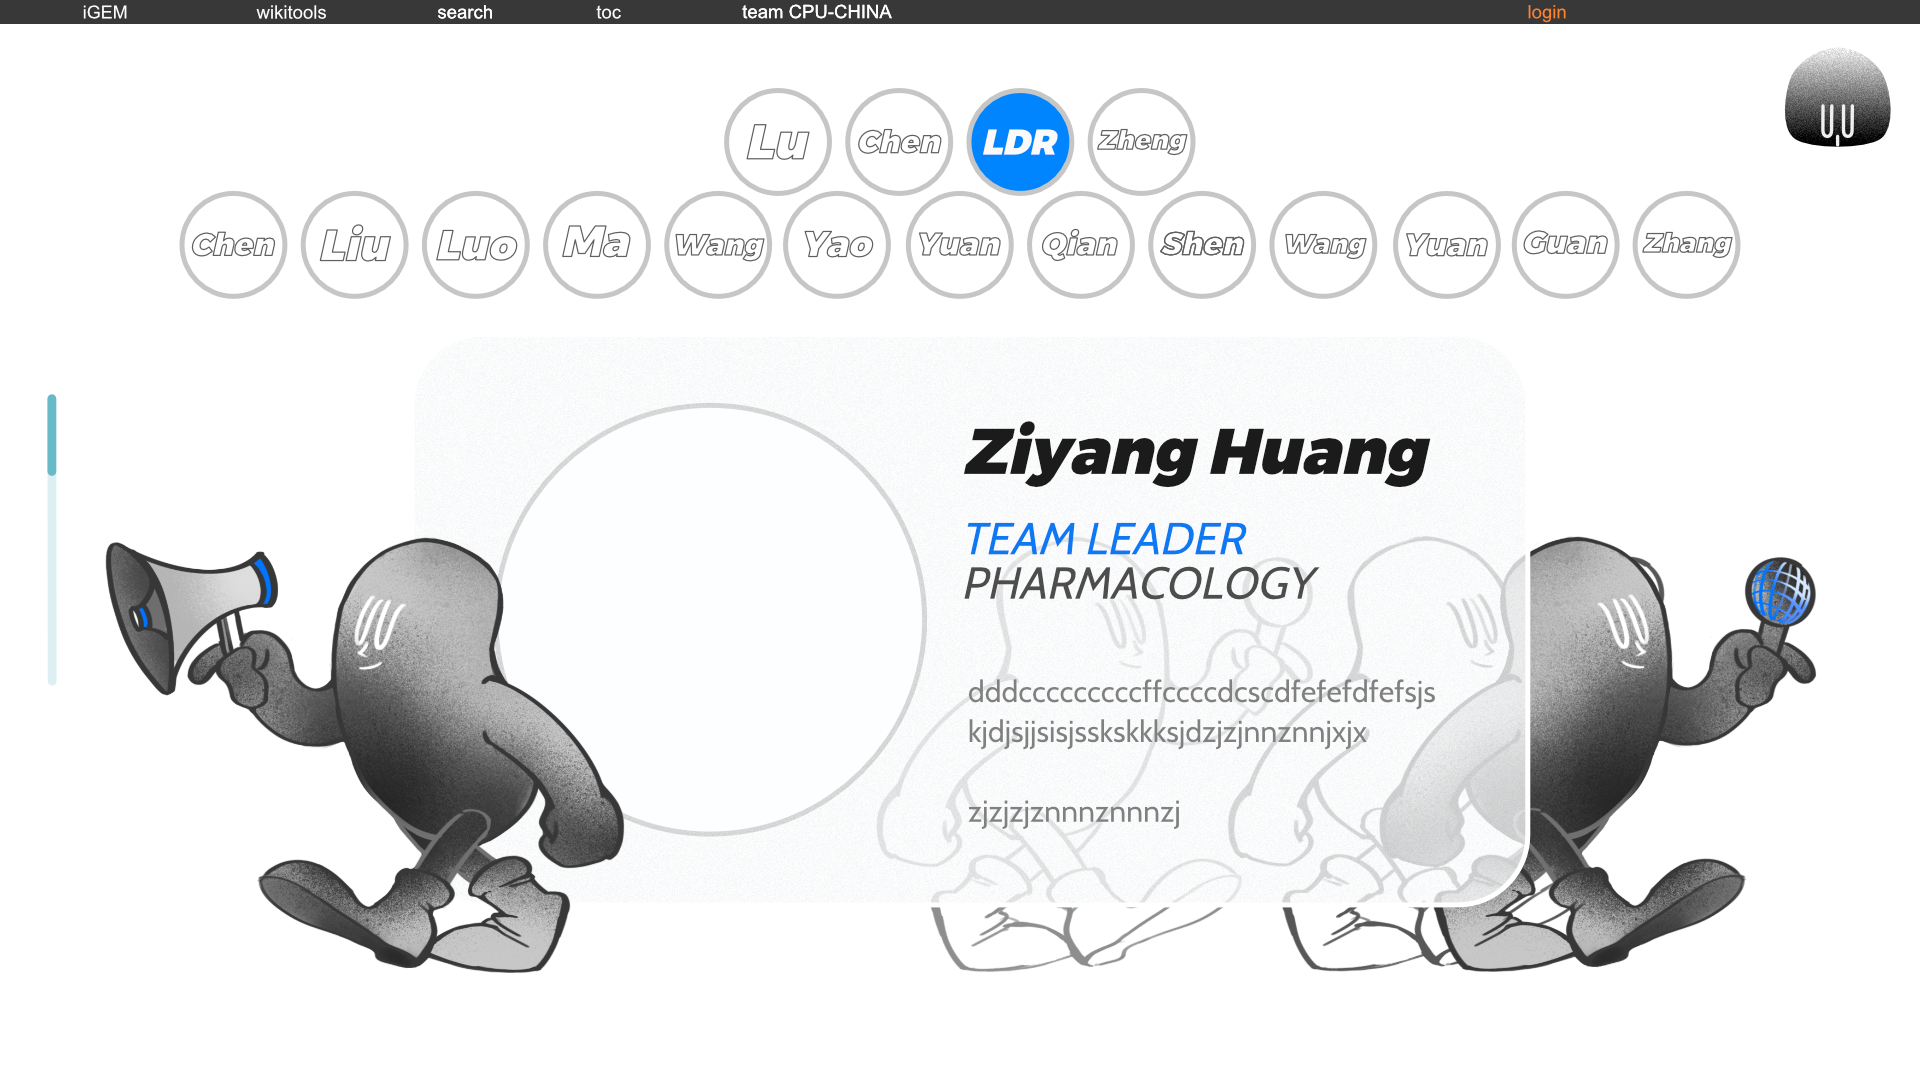 iGEM wikitools search toc team CPU-CHINA login
Lu Chen LDR Zheng
Chen Liu Luo Ma Wang Yao Yuan Qian Shen Wang Yuan Guan Zhang
Ziyang Huang
TEAM LEADER
PHARMACOLOGY
dddcccccccccffccccdcscdfefefdfefsjs
kjdjsjjsisjsskskkksjdzjzjnnznnjxjx
zjzjzjznnnznnnzj